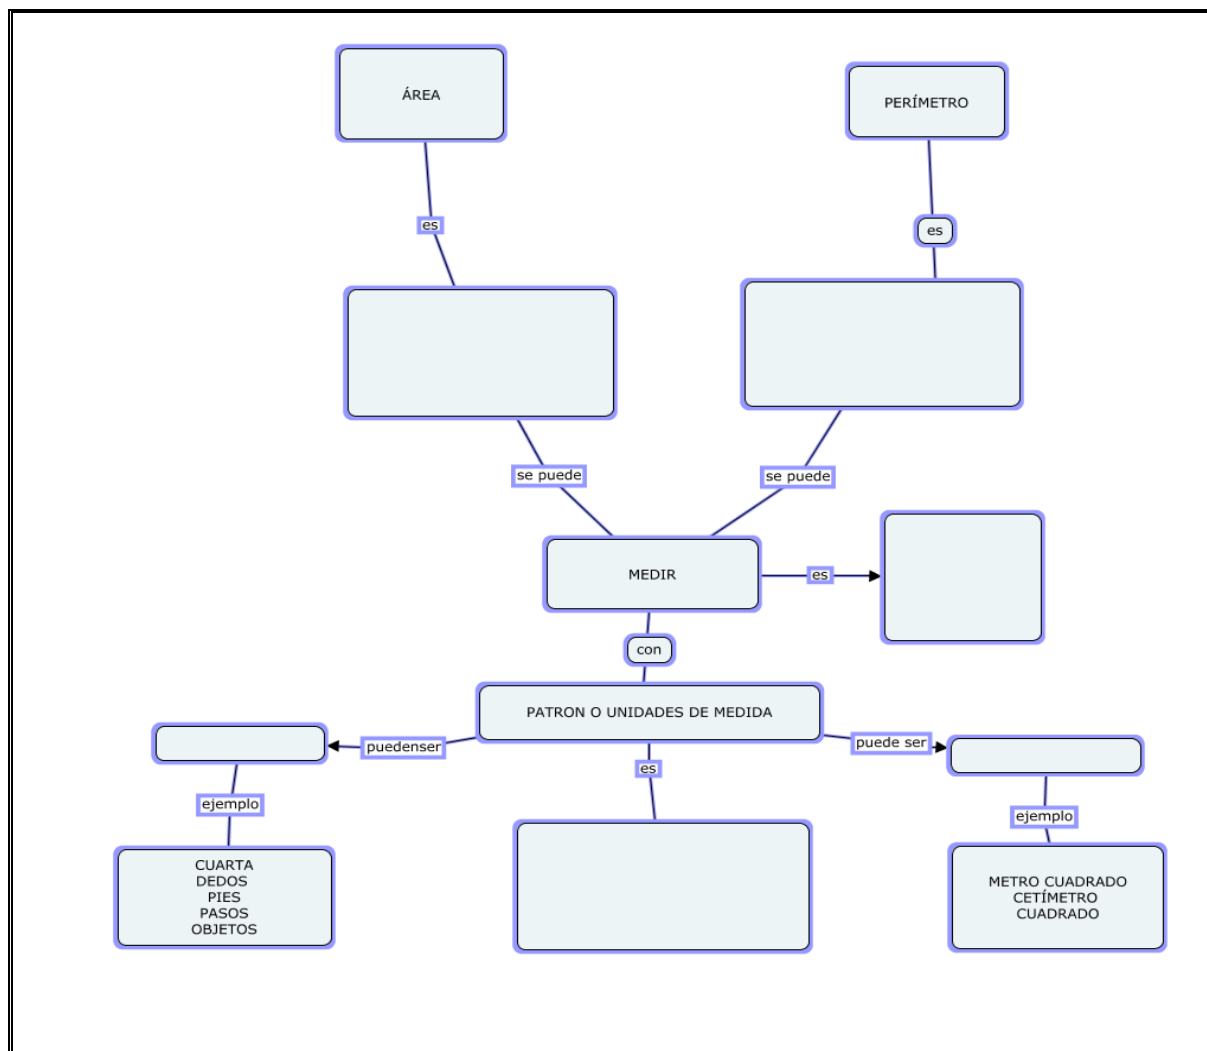 ÁREA
PERÍMETRO
es
es
se puede
se puede
MEDIR
es
con
PATRON O UNIDADES DE MEDIDA
puedenser
puede ser
es
ejemplo
ejemplo
CUARTA
DEDOS
PIES
PASOS
OBJETOS
METRO CUADRADO
CETÍMETRO
CUADRADO